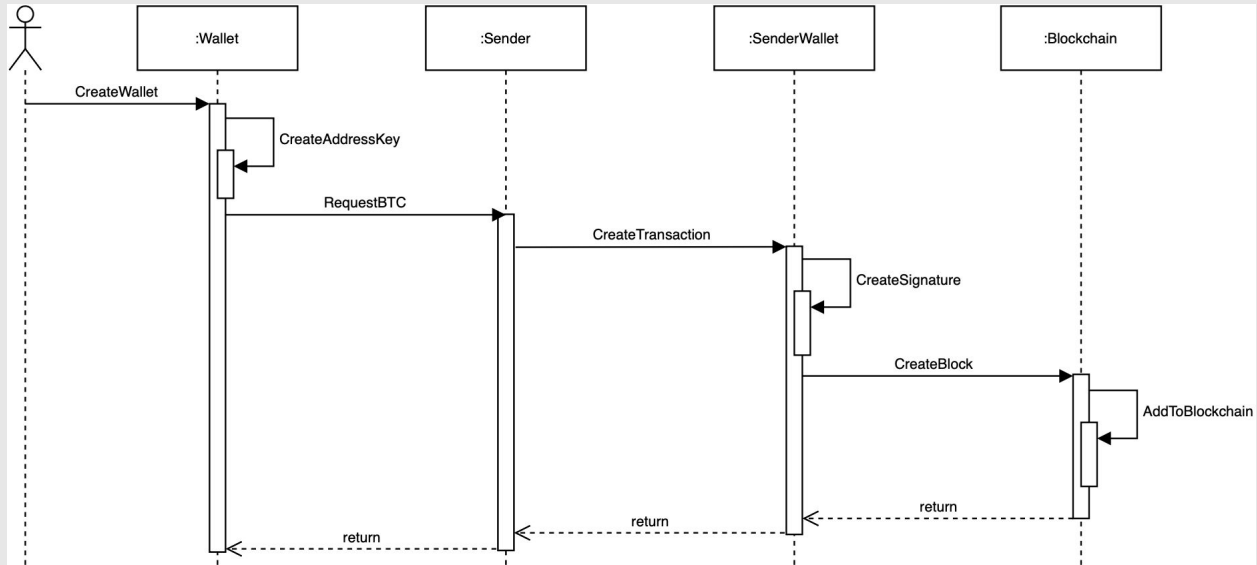 :Wallet
:Sender
:SenderWallet
:Blockchain
CreateWallet
CreateAddressKey
RequestBTC
CreateTransaction
CreateSignature
CreateBlock
AddToBlockchain
return
return
return